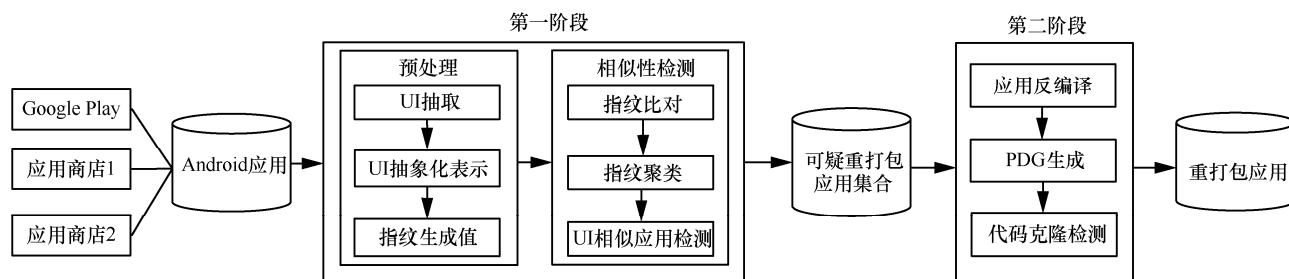 第一阶段
第二阶段
Google Play
应用商店1
应用商店2
Android应用
预处理
UI抽取
UI抽象化表示
指纹生成值
相似性检测
指纹比对
指纹聚类
UI相似应用检测
可疑重打包
应用集合
应用反编译
PDG生成
代码克隆检测
重打包应用